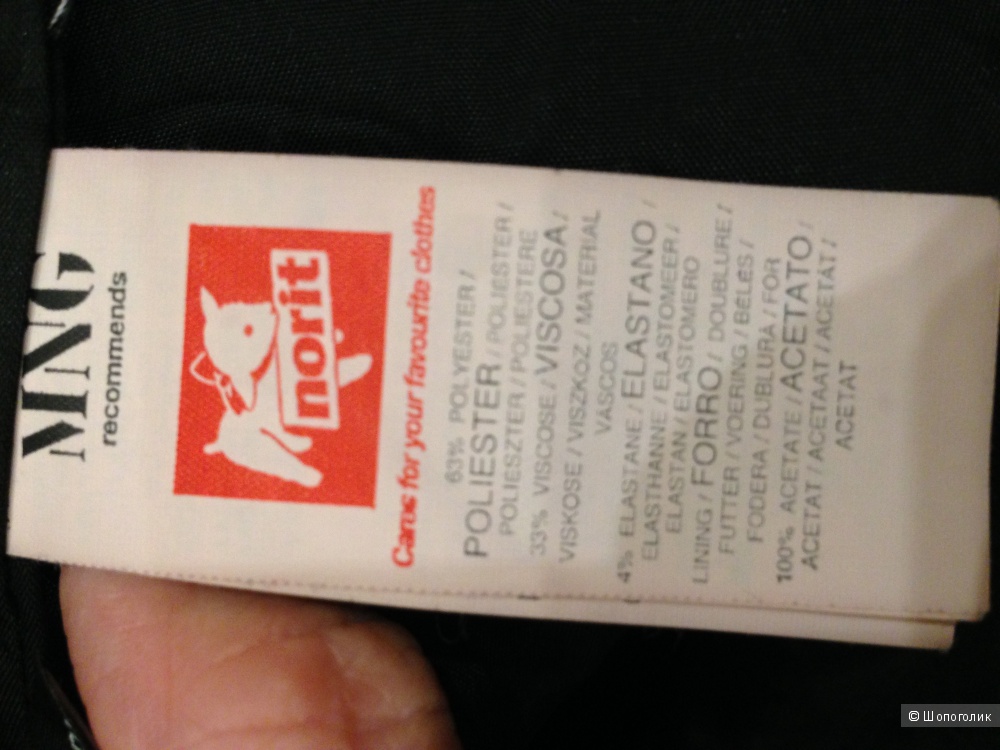 MNG
recommends
norit
Cares for your favourite clothes
63% POLYESTER /
POLIESTER / POLIESTER /
POLIESZTER / POLIESTERE
33% VISCOSE / VISCOSA /
VISKOSE / VISZKOZ / MATERIAL
VASCOS
4% ELASTANE / ELASTANO /
ELASTHANNE / ELASTOMEER /
ELASTAN / ELASTOMERO
LINING / FORRO / DOUBLURE /
FUTTER / VOERING / BÉLÉS /
FODERA / DUBLURA / FOR
100% ACETATE / ACETATO /
ACETAT / ACETAAT / ACETÁT /
ACETAT
© Шопоголик